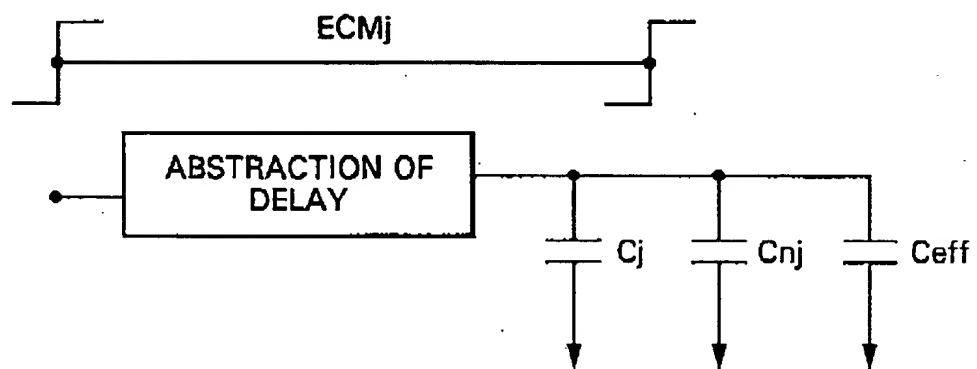 ECMj
ABSTRACTION OF
DELAY
Cj
Cnj
Ceff